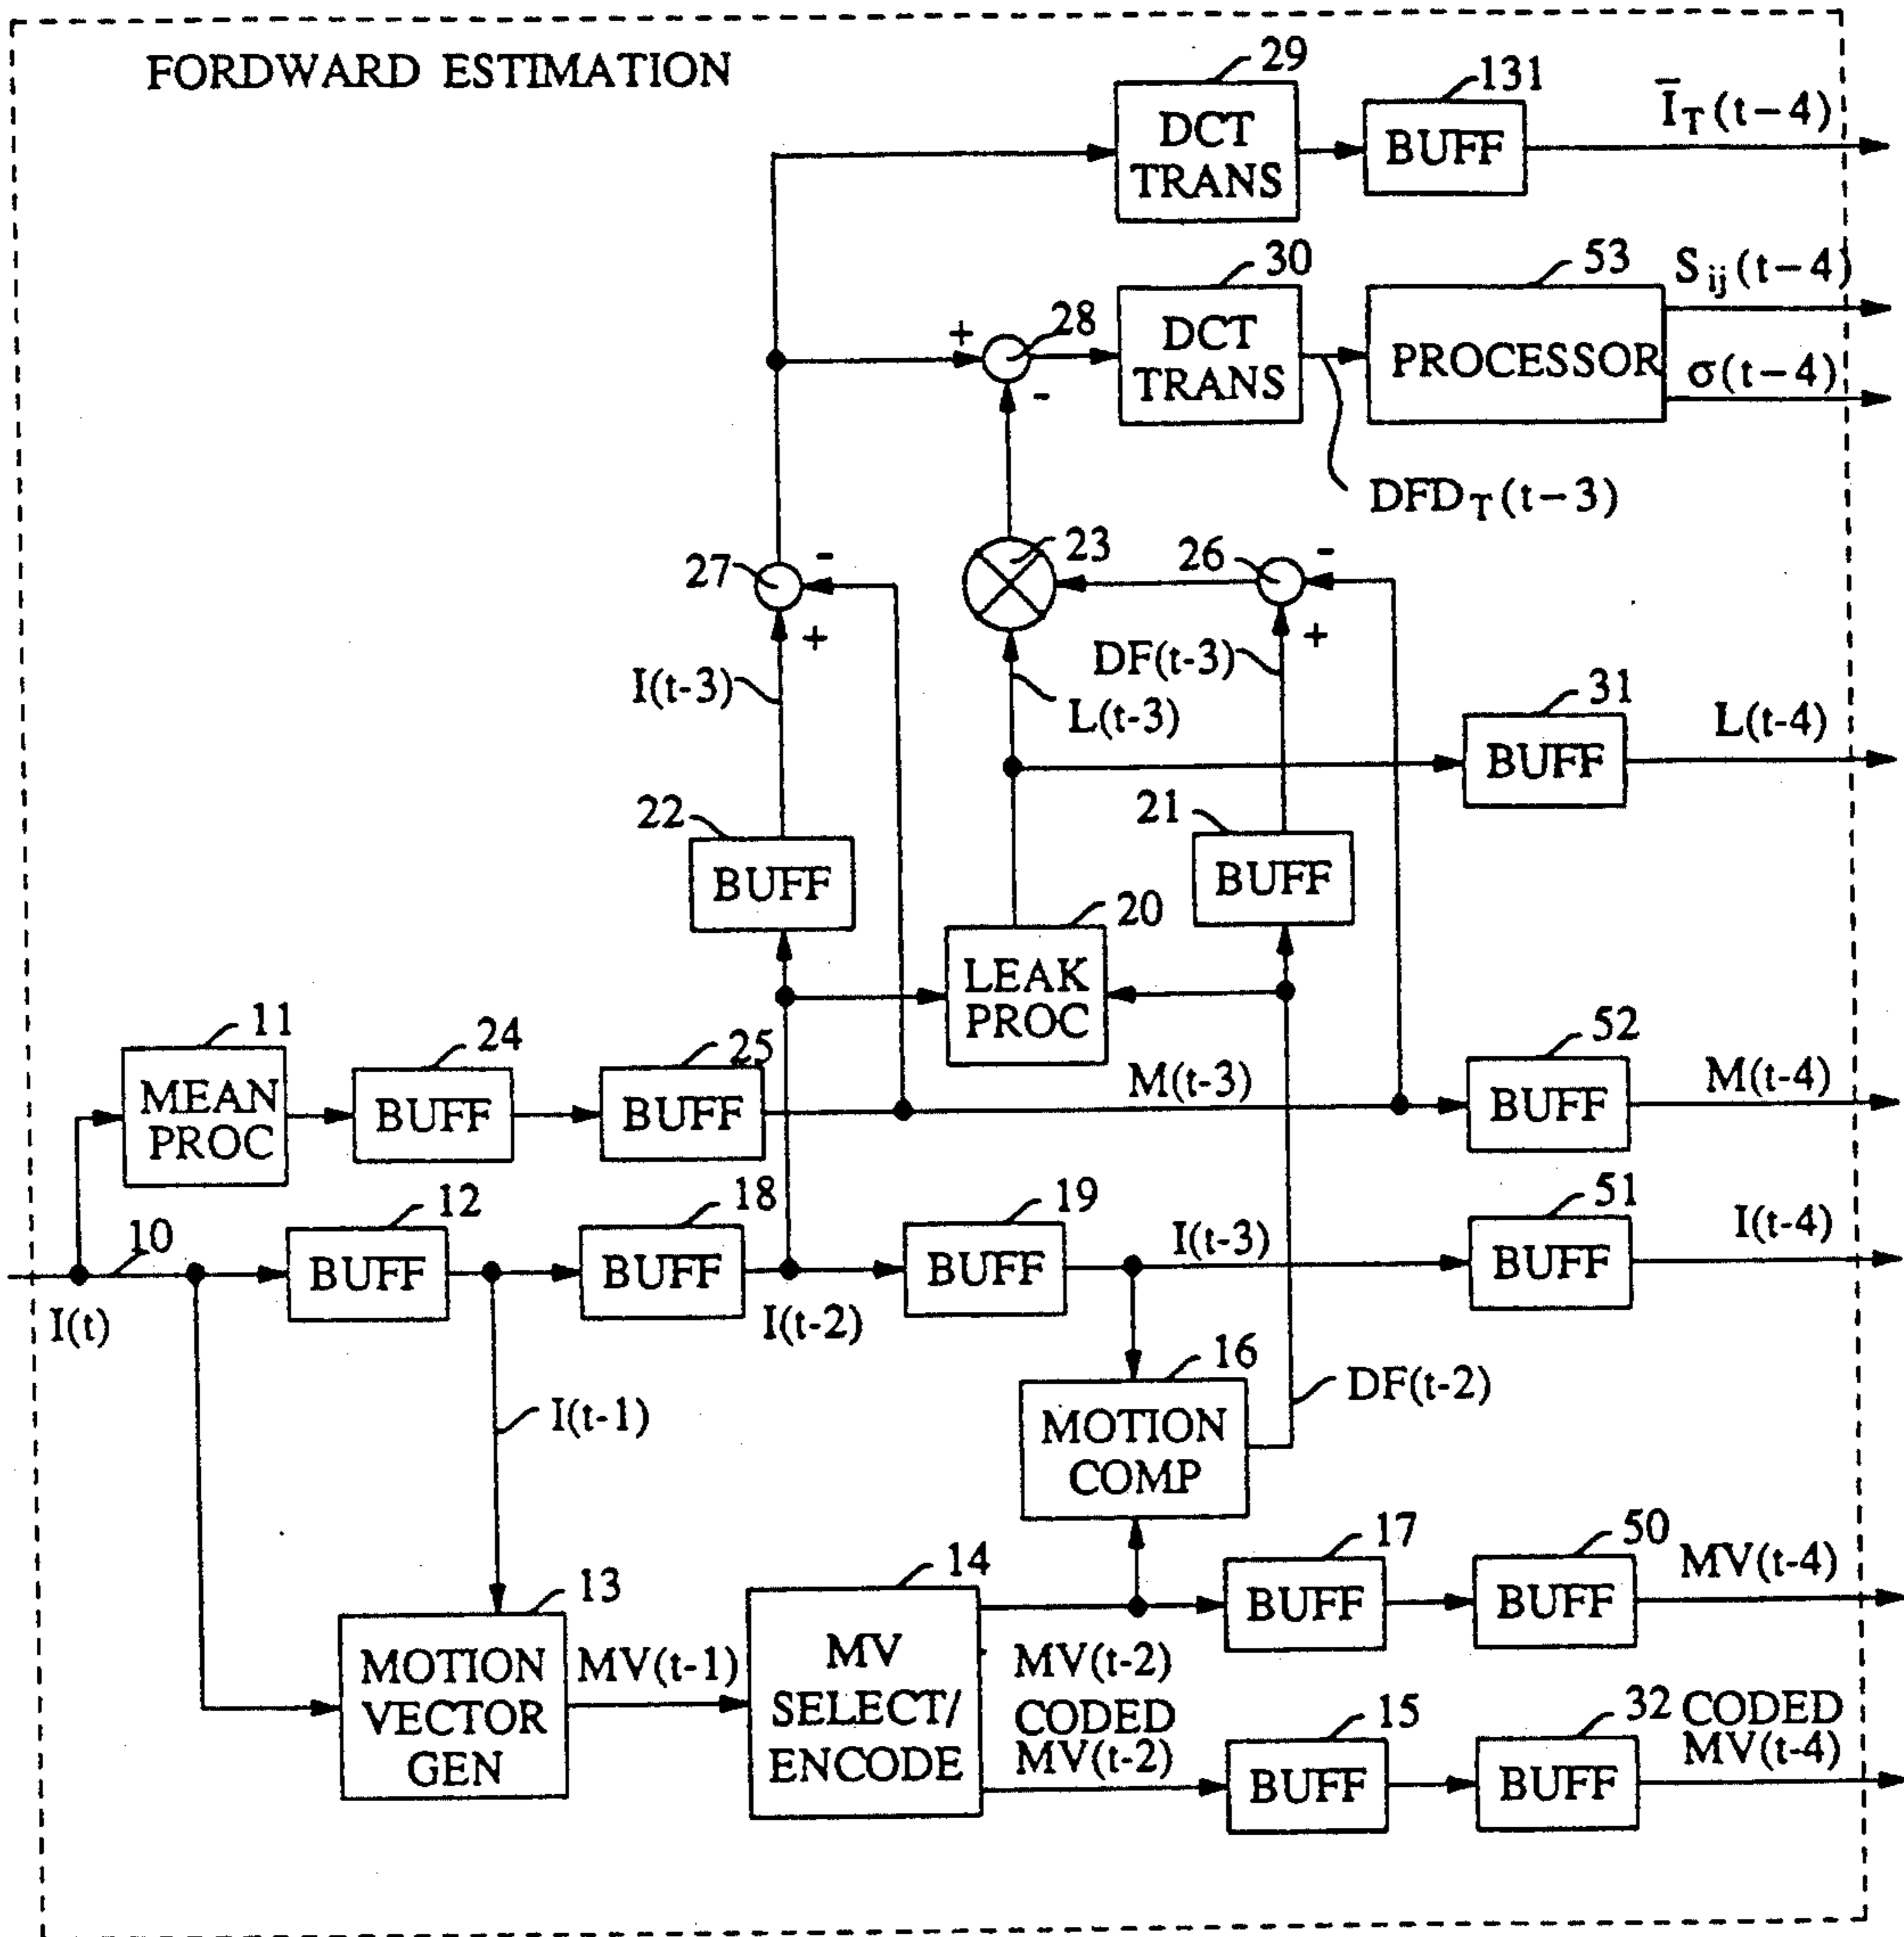 FORDWARD ESTIMATION
29
DCT
TRANS
131
BUFF
I̅_T(t−4)
30
DCT
TRANS
53
PROCESSOR
S_ij(t−4)
σ(t−4)
+
28
-
DFD_T(t−3)
27
-
+
23
26
-
+
I(t-3)
L(t-3)
DF(t-3)
31
BUFF
L(t-4)
22
BUFF
21
BUFF
20
LEAK
PROC
11
MEAN
PROC
24
BUFF
25
BUFF
M(t-3)
52
BUFF
M(t-4)
10
I(t)
12
BUFF
18
BUFF
I(t-2)
19
BUFF
I(t-3)
51
BUFF
I(t-4)
I(t-1)
16
MOTION
COMP
DF(t-2)
13
MOTION
VECTOR
GEN
MV(t-1)
14
MV
SELECT/
ENCODE
17
BUFF
50
BUFF
MV(t-4)
MV(t-2)
CODED
MV(t-2)
15
BUFF
32
BUFF
CODED
MV(t-4)